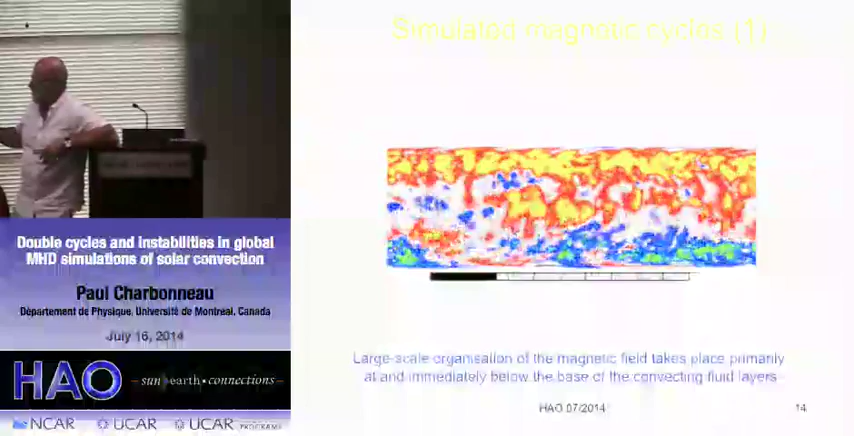 Simulated magnetic cycles (1)
Double cycles and instabilities in global
MHD simulations of solar convection
Paul Charbonneau
Département de Physique, Université de Montréal, Canada
July 16, 2014
Large-scale organisation of the magnetic field takes place primarily
at and immediately below the base of the convecting fluid layers
HAO
sun earth • connections
HAO 07/2014
14
NCAR
UCAR
UCAR
PROGRAMS